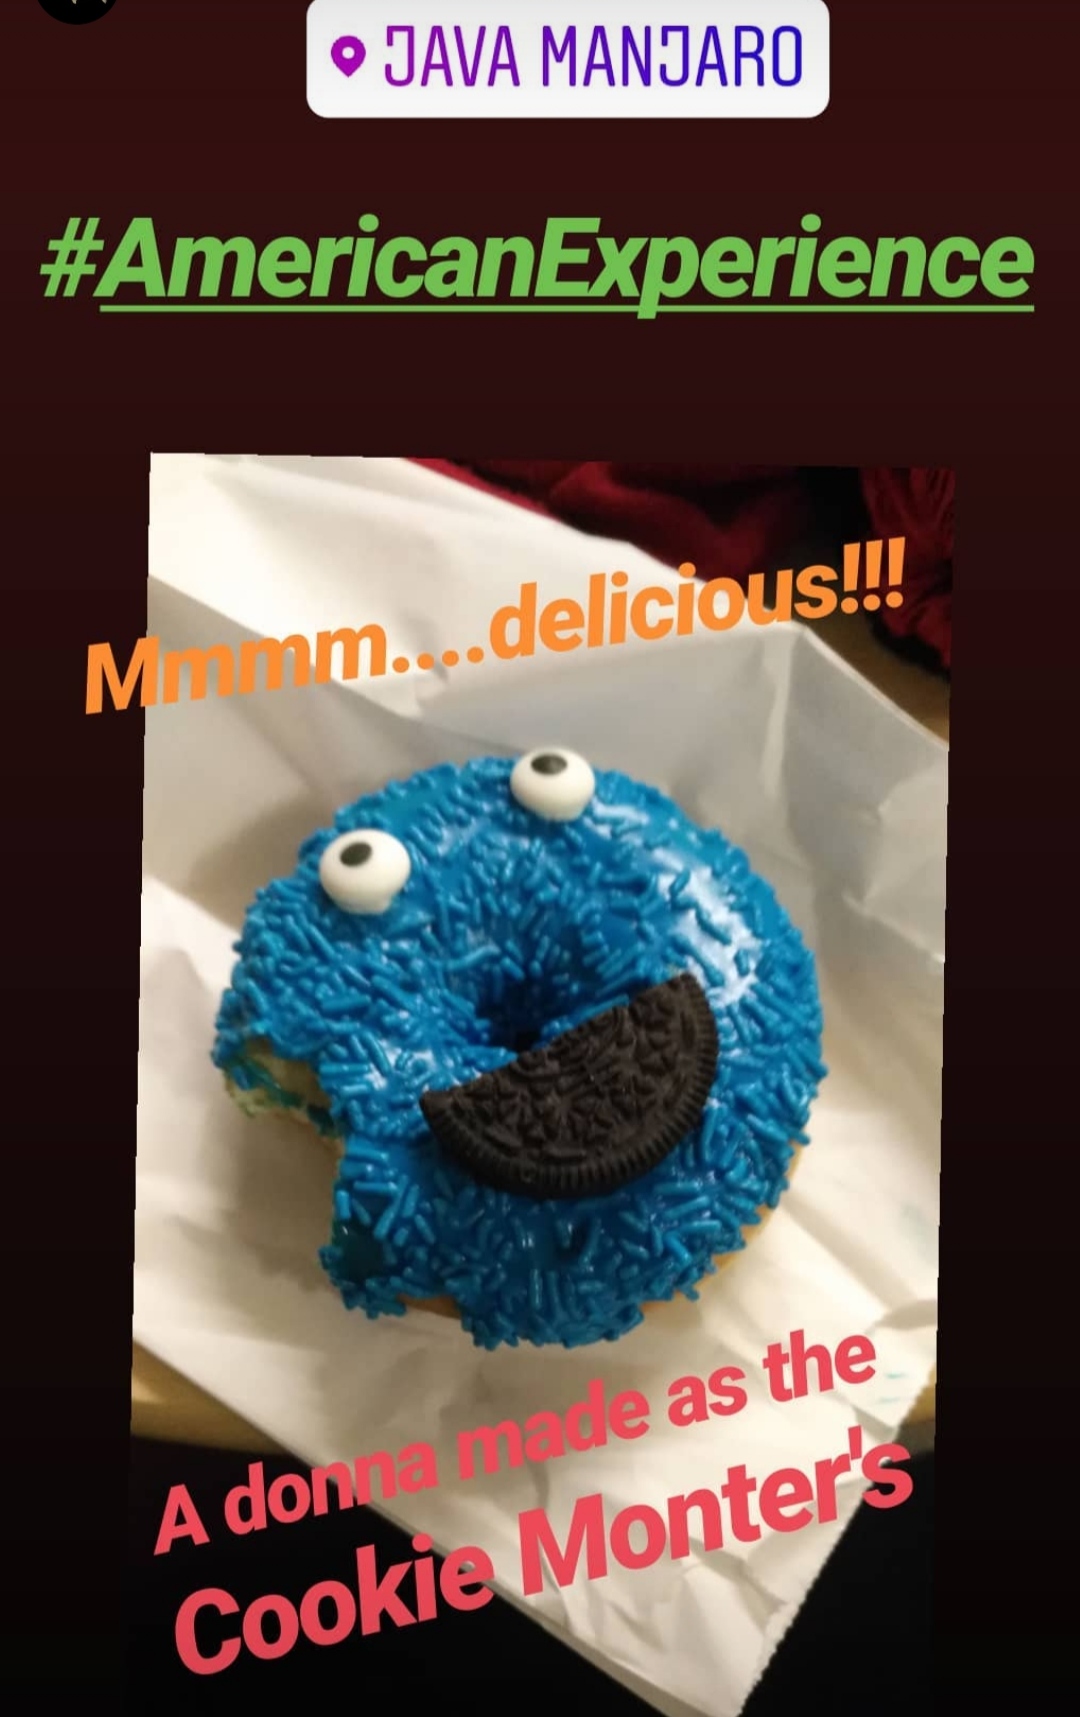 JAVA MANJARO
#AmericanExperience
Mmmm....delicious!!!
A donna made as the
Cookie Monter's